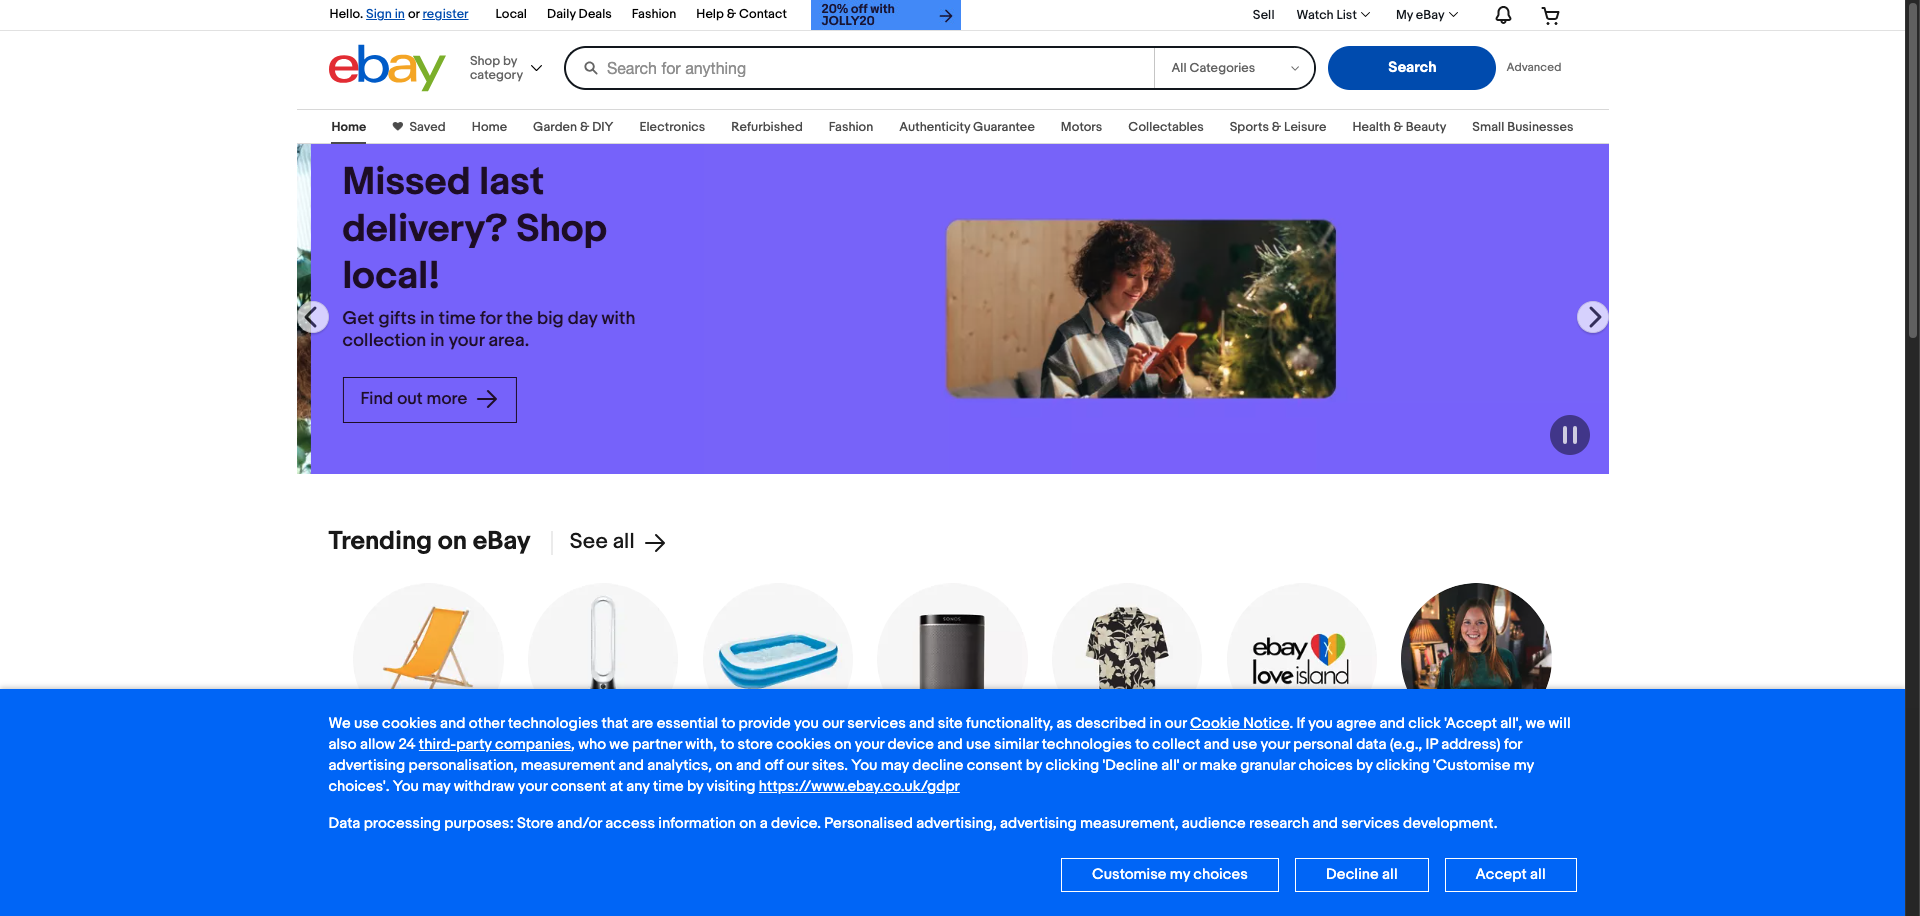 Hello. Sign in or register
Local
Daily Deals
Fashion
Help & Contact
20% off with
JOLLY20
Sell
Watch List
My eBay
ebay
Shop by
category
Search for anything
All Categories
Search
Advanced
Home
Saved
Home
Garden & DIY
Electronics
Refurbished
Fashion
Authenticity Guarantee
Motors
Collectables
Sports & Leisure
Health & Beauty
Small Businesses
Missed last
delivery? Shop
local!
Get gifts in time for the big day with
collection in your area.
Find out more
Trending on eBay
See all
SONOS
ebay
love island
We use cookies and other technologies that are essential to provide you our services and site functionality, as described in our Cookie Notice. If you agree and click 'Accept all', we will
also allow 24 third-party companies, who we partner with, to store cookies on your device and use similar technologies to collect and use your personal data (e.g., IP address) for
advertising personalisation, measurement and analytics, on and off our sites. You may decline consent by clicking 'Decline all' or make granular choices by clicking 'Customise my
choices'. You may withdraw your consent at any time by visiting https://www.ebay.co.uk/gdpr
Data processing purposes: Store and/or access information on a device. Personalised advertising, advertising measurement, audience research and services development.
Customise my choices
Decline all
Accept all